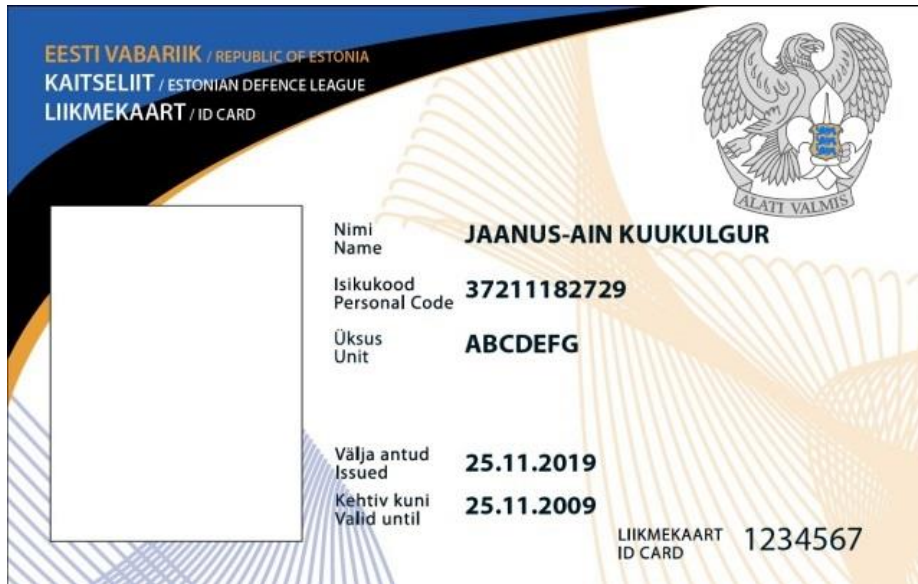 EESTI VABARIIK / REPUBLIC OF ESTONIA
KAITSELIIT / ESTONIAN DEFENCE LEAGUE
LIIKMEKAART / ID CARD
ALATI VALMIS
Nimi
Name
JAANUS-AIN KUUKULGUR
Isikukood
Personal Code
37211182729
Üksus
Unit
ABCDEFG
Välja antud
Issued
25.11.2019
Kehtiv kuni
Valid until
25.11.2009
LIIKMEKAART
ID CARD
1234567